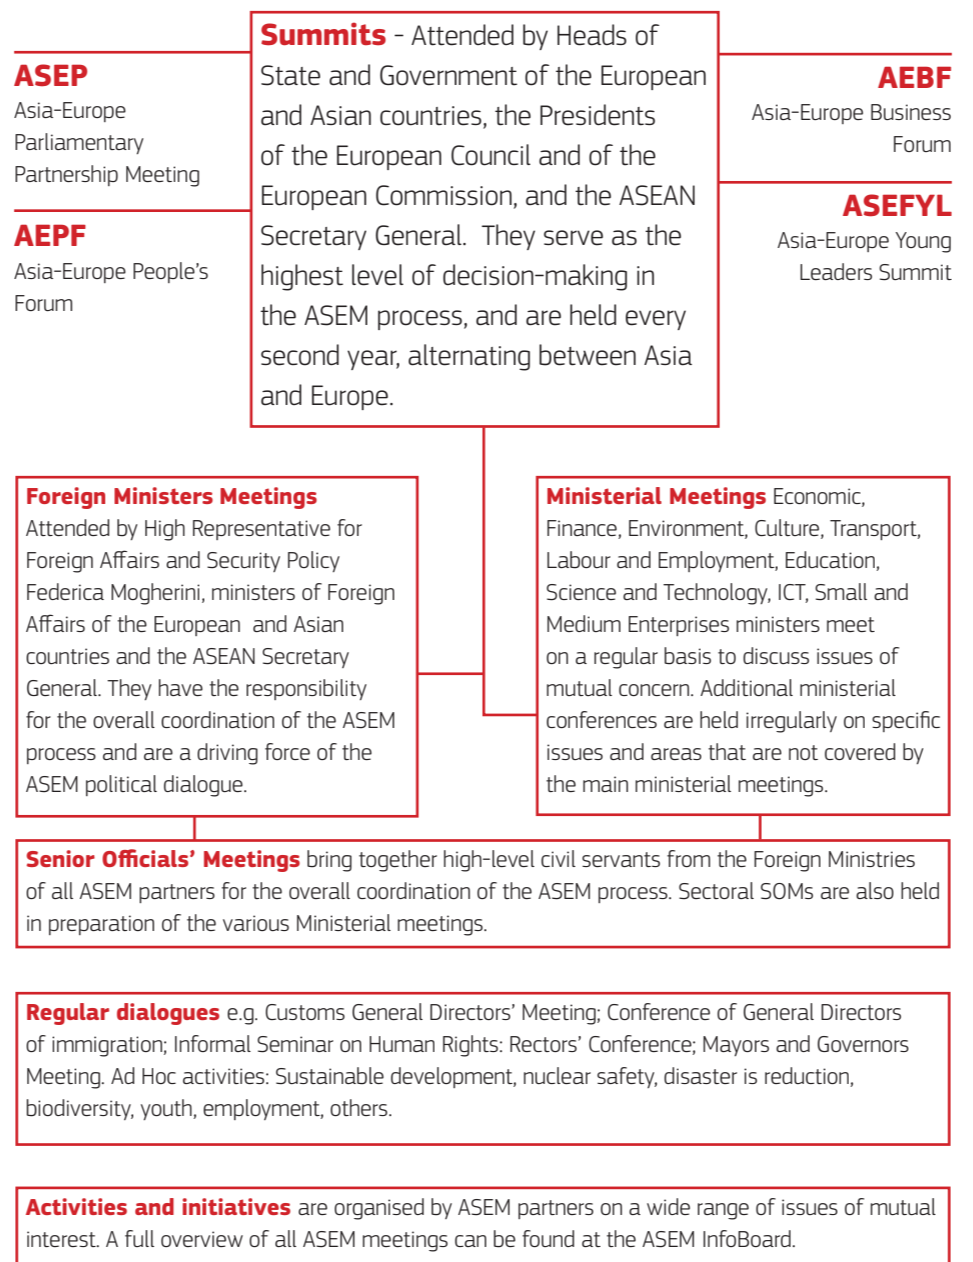 ASEP
Asia-Europe
Parliamentary
Partnership Meeting
AEPF
Asia-Europe People's
Forum
Summits - Attended by Heads of
State and Government of the European
and Asian countries, the Presidents
of the European Council and of the
European Commission, and the ASEAN
Secretary General. They serve as the
highest level of decision-making in
the ASEM process, and are held every
second year, alternating between Asia
and Europe.
AEBF
Asia-Europe Business
Forum
ASEFYL
Asia-Europe Young
Leaders Summit
Foreign Ministers Meetings
Attended by High Representative for
Foreign Affairs and Security Policy
Federica Mogherini, ministers of Foreign
Affairs of the European and Asian
countries and the ASEAN Secretary
General. They have the responsibility
for the overall coordination of the ASEM
process and are a driving force of the
ASEM political dialogue.
Ministerial Meetings Economic,
Finance, Environment, Culture, Transport,
Labour and Employment, Education,
Science and Technology, ICT, Small and
Medium Enterprises ministers meet
on a regular basis to discuss issues of
mutual concern. Additional ministerial
conferences are held irregularly on specific
issues and areas that are not covered by
the main ministerial meetings.
Senior Officials' Meetings bring together high-level civil servants from the Foreign Ministries
of all ASEM partners for the overall coordination of the ASEM process. Sectoral SOMs are also held
in preparation of the various Ministerial meetings.
Regular dialogues e.g. Customs General Directors' Meeting; Conference of General Directors
of immigration; Informal Seminar on Human Rights: Rectors' Conference; Mayors and Governors
Meeting. Ad Hoc activities: Sustainable development, nuclear safety, disaster is reduction,
biodiversity, youth, employment, others.
Activities and initiatives are organised by ASEM partners on a wide range of issues of mutual
interest. A full overview of all ASEM meetings can be found at the ASEM InfoBoard.